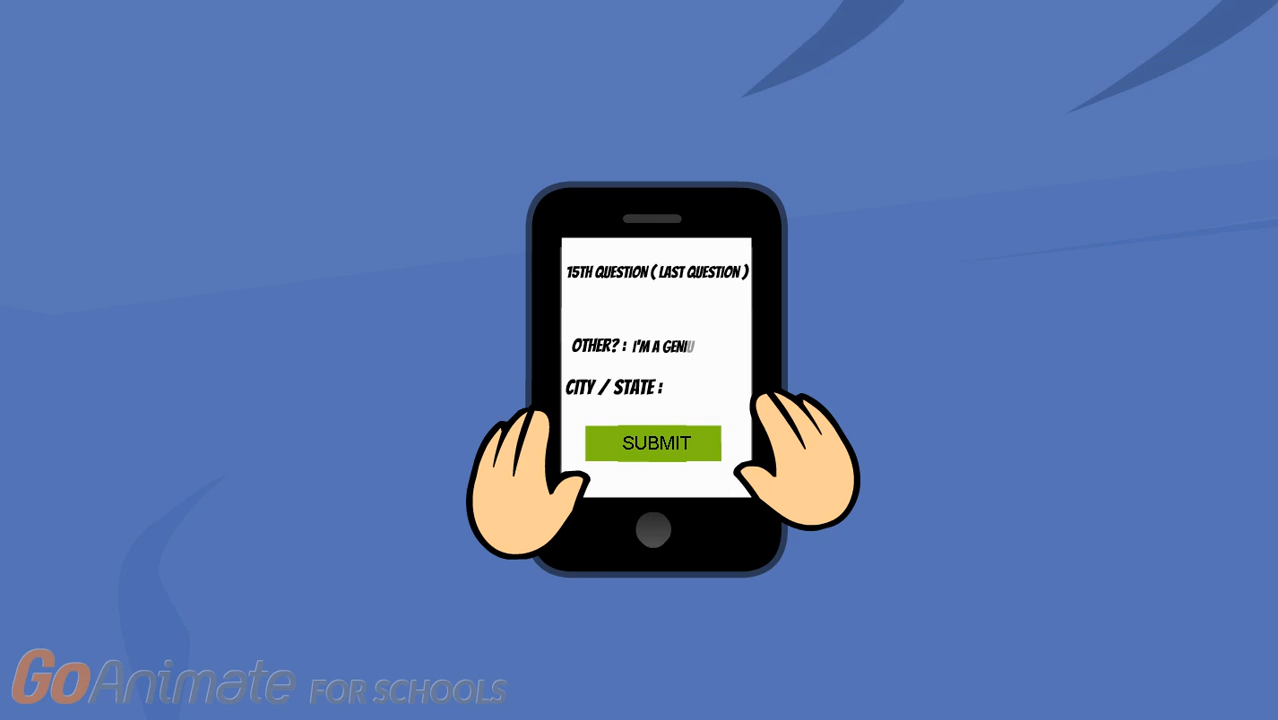 15TH QUESTION ( LAST QUESTION )
OTHER? : I'M A GENIU
CITY / STATE :
SUBMIT
GoAnimate FOR SCHOOLS